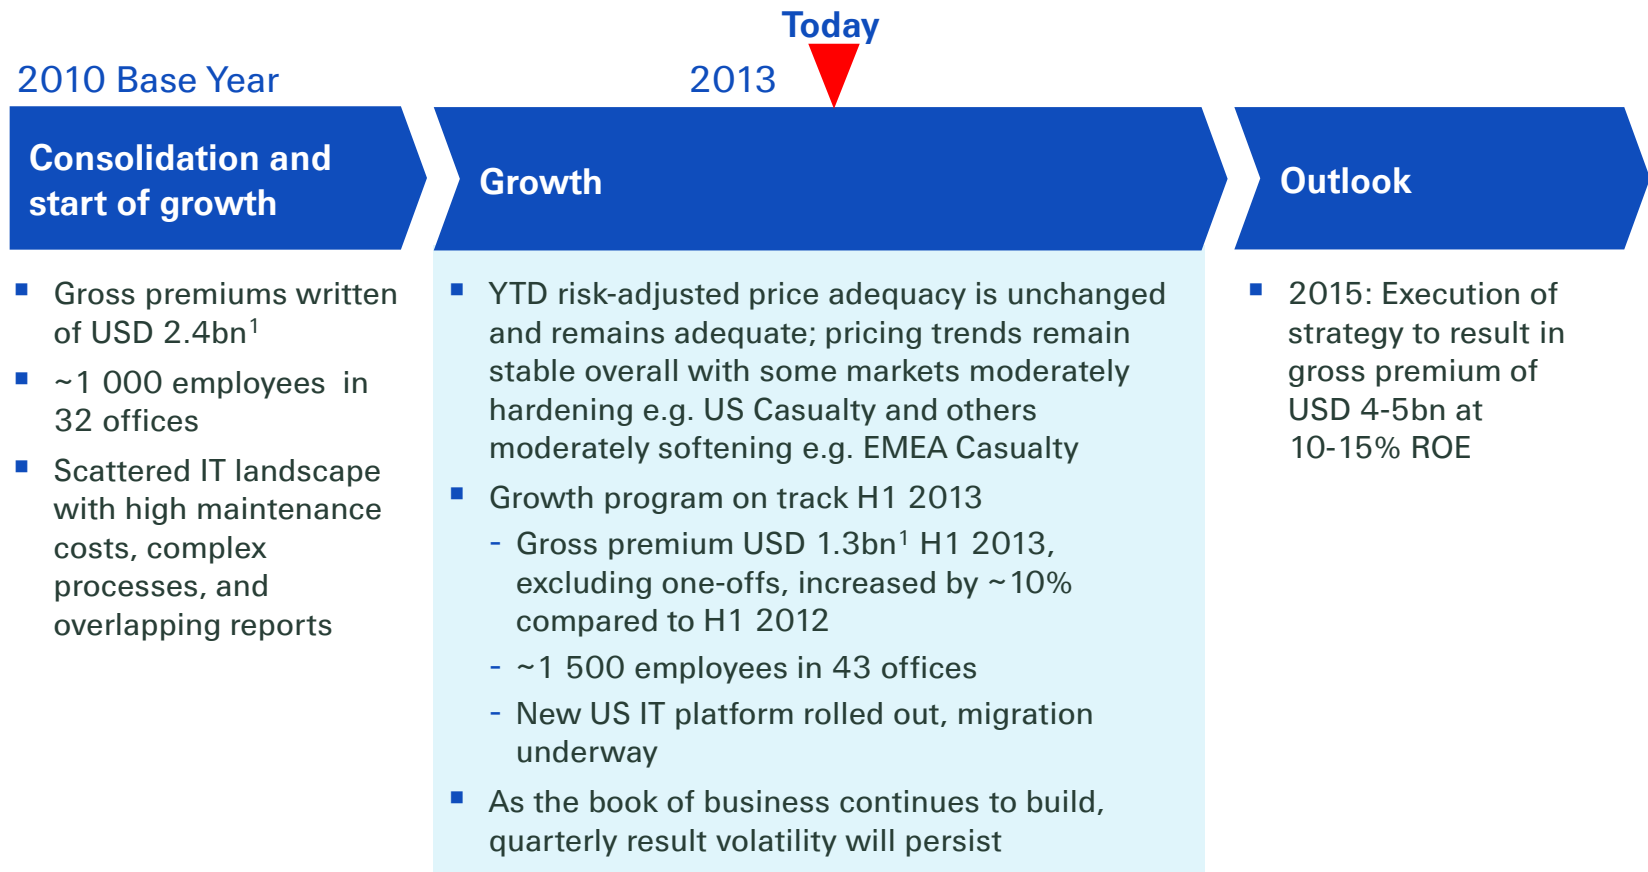 Today
2010 Base Year
2013
Consolidation and
start of growth
Growth
Outlook
▪ Gross premiums written
of USD 2.4bn¹
▪ ~1 000 employees in
32 offices
▪ Scattered IT landscape
with high maintenance
costs, complex
processes, and
overlapping reports
▪ YTD risk-adjusted price adequacy is unchanged
and remains adequate; pricing trends remain
stable overall with some markets moderately
hardening e.g. US Casualty and others
moderately softening e.g. EMEA Casualty
▪ Growth program on track H1 2013
- Gross premium USD 1.3bn¹ H1 2013,
excluding one-offs, increased by ~10%
compared to H1 2012
- ~1 500 employees in 43 offices
- New US IT platform rolled out, migration
underway
▪ As the book of business continues to build,
quarterly result volatility will persist
▪ 2015: Execution of
strategy to result in
gross premium of
USD 4-5bn at
10-15% ROE